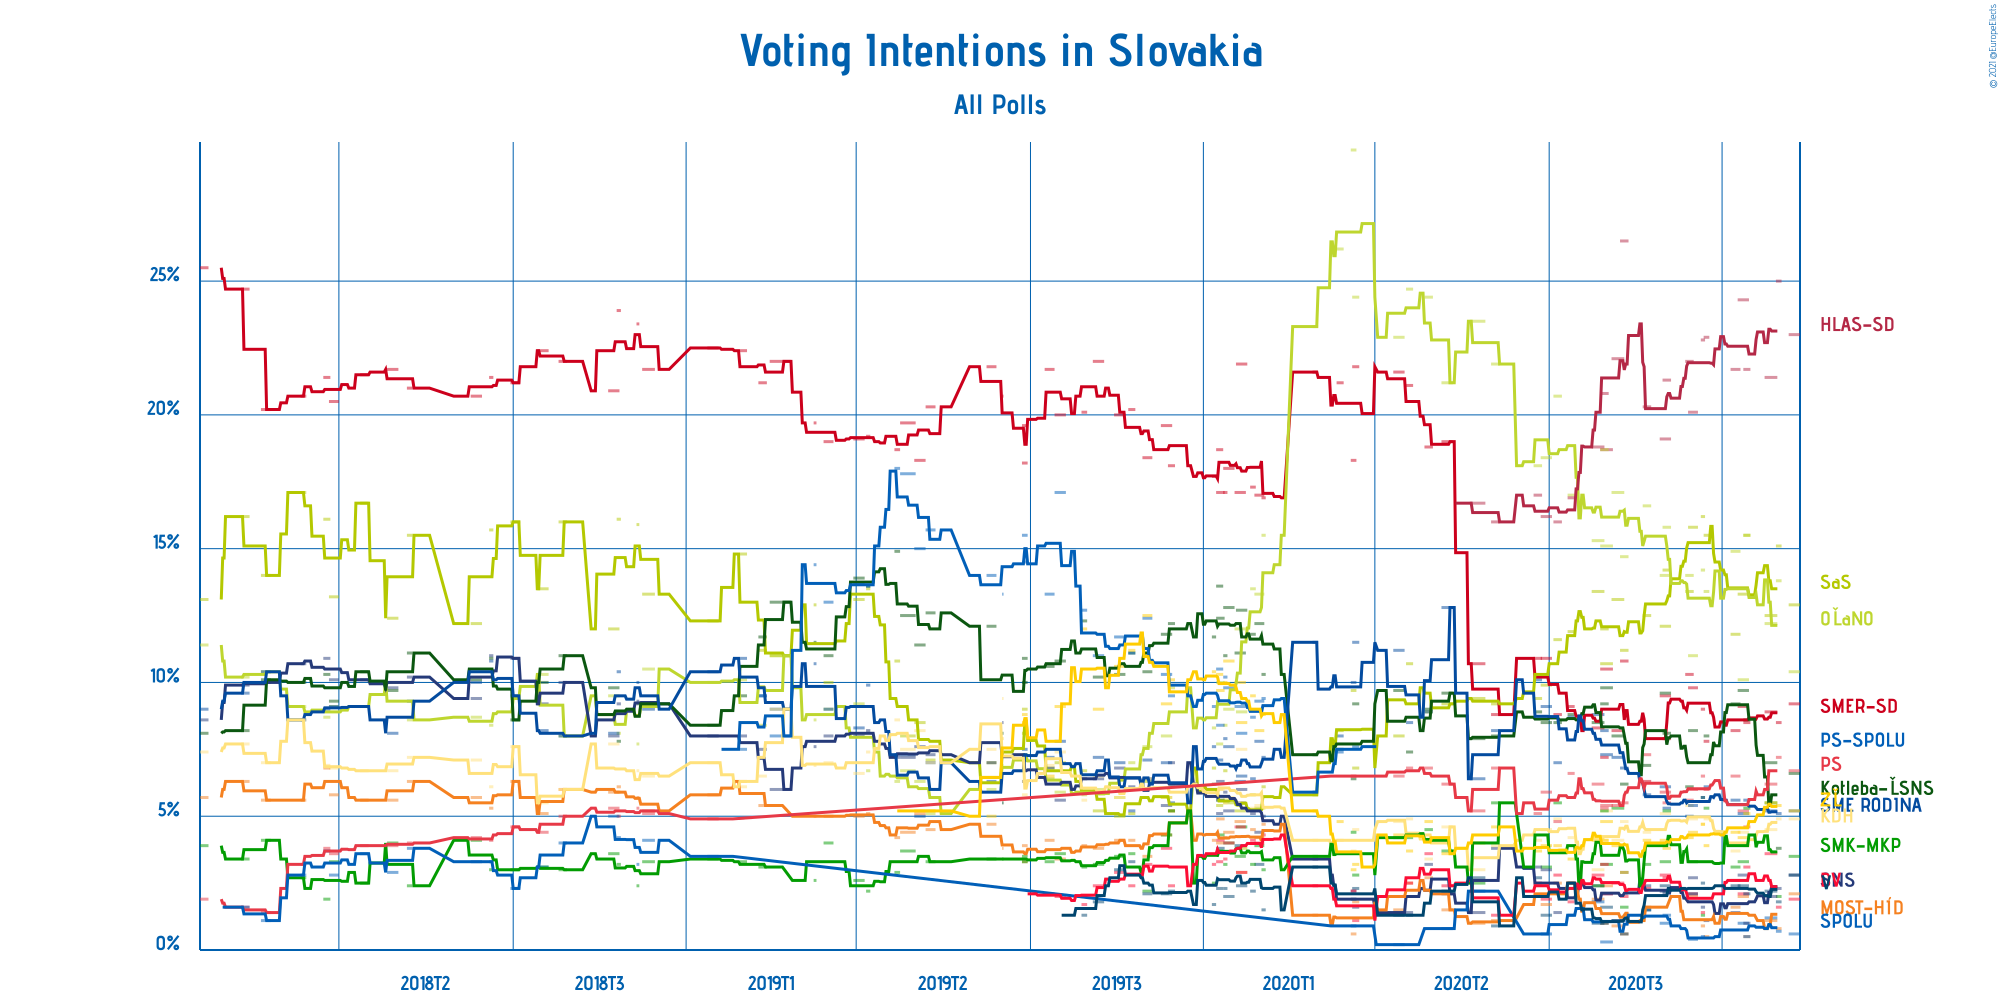 © 2021 @EuropeElects
Voting Intentions in Slovakia
All Polls
25%
20%
15%
10%
5%
0%
HLAS-SD
SaS
OĽaNO
SMER-SD
PS-SPOLU
PS
Kotleba-ĽSNS
SME RODINA
KDH
SMK-MKP
SNS
MOST-HÍD
SPOLU
2018T2 2018T3 2019T1 2019T2 2019T3 2020T1 2020T2 2020T3